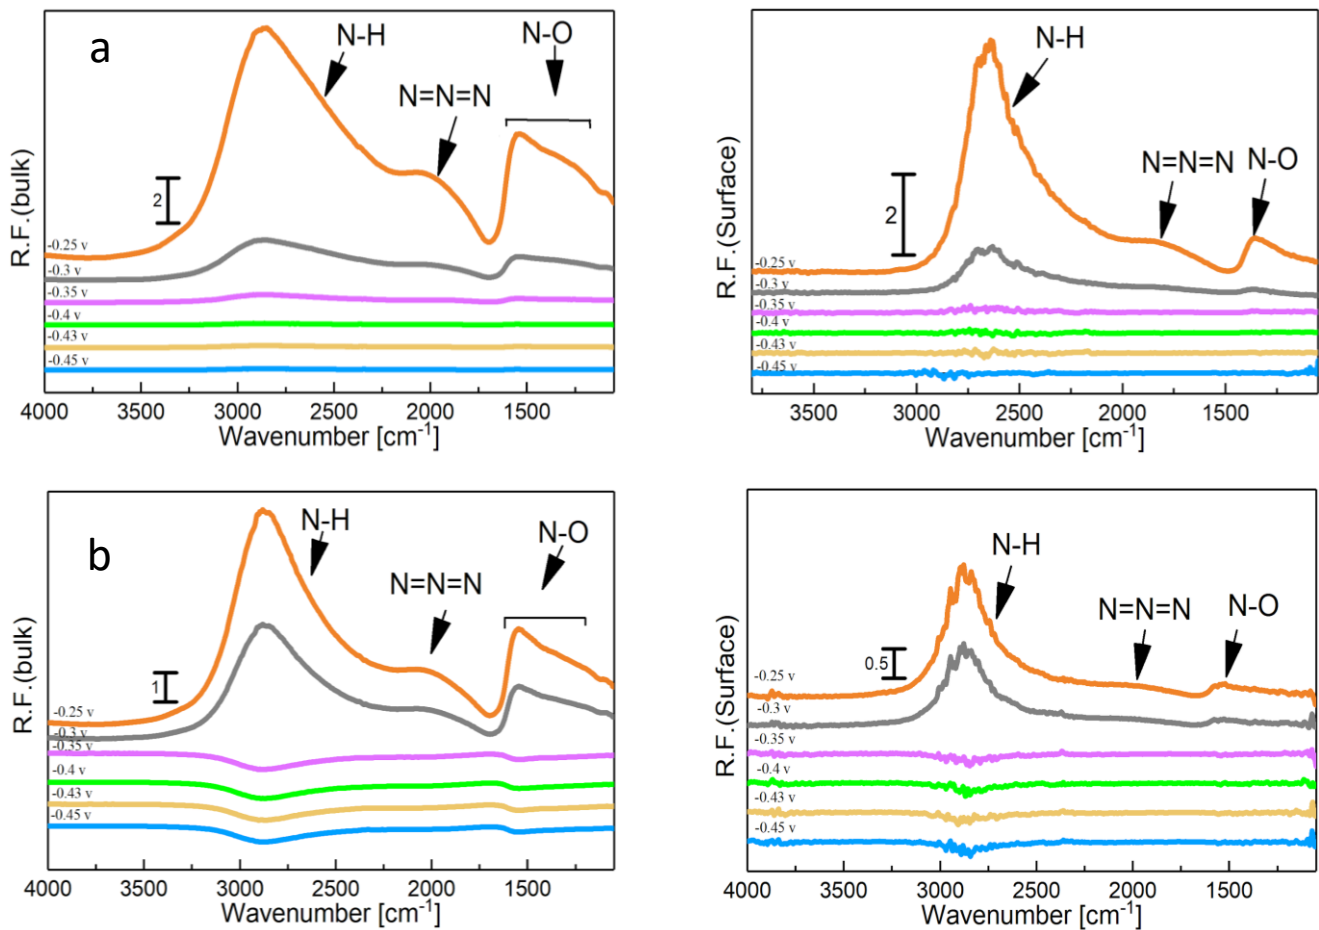 a
N-H
N=N=N
N-O
2
-0.25 v
-0.3 v
-0.35 v
-0.4 v
-0.43 v
-0.45 v
R.F.(bulk)
4000 3500 3000 2500 2000 1500
Wavenumber [cm⁻¹]
N-H
N=N=N
N-O
2
-0.25 v
-0.3 v
-0.35 v
-0.4 v
-0.43 v
-0.45 v
R.F.(Surface)
3500 3000 2500 2000 1500
Wavenumber [cm⁻¹]
b
N-H
N=N=N
N-O
1
-0.25 v
-0.3 v
-0.35 v
-0.4 v
-0.43 v
-0.45 v
R.F.(bulk)
4000 3500 3000 2500 2000 1500
Wavenumber [cm⁻¹]
N-H
N=N=N
N-O
0.5
-0.25 v
-0.3 v
-0.35 v
-0.4 v
-0.43 v
-0.45 v
R.F.(Surface)
4000 3500 3000 2500 2000 1500
Wavenumber [cm⁻¹]